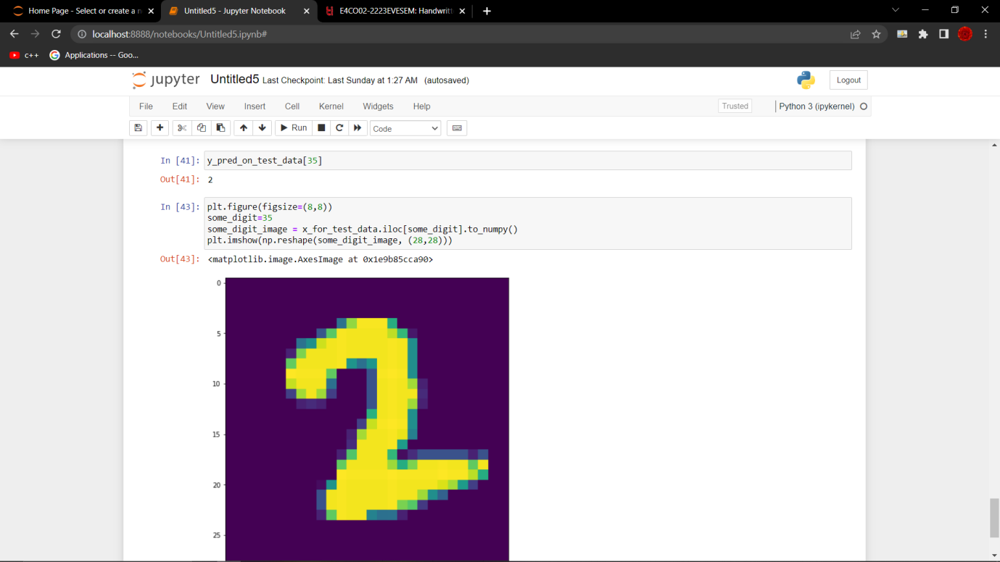 Home Page - Select or create a n
Untitled5 - Jupyter Notebook
E4CO02-2223EVESEM: Handwritt
localhost:8888/notebooks/Untitled5.ipynb#
c++
Applications -- Goo...
jupyter Untitled5 Last Checkpoint: Last Sunday at 1:27 AM (autosaved)
Logout
File Edit View Insert Cell Kernel Widgets Help
Trusted
Python 3 (ipykernel)
Run
Code
In [41]: y_pred_on_test_data[35]
Out[41]: 2
In [43]: plt.figure(figsize=(8,8))
some_digit=35
some_digit_image = x_for_test_data.iloc[some_digit].to_numpy()
plt.imshow(np.reshape(some_digit_image, (28,28)))
Out[43]: <matplotlib.image.AxesImage at 0x1e9b85cca90>
0
5
10
15
20
25
2